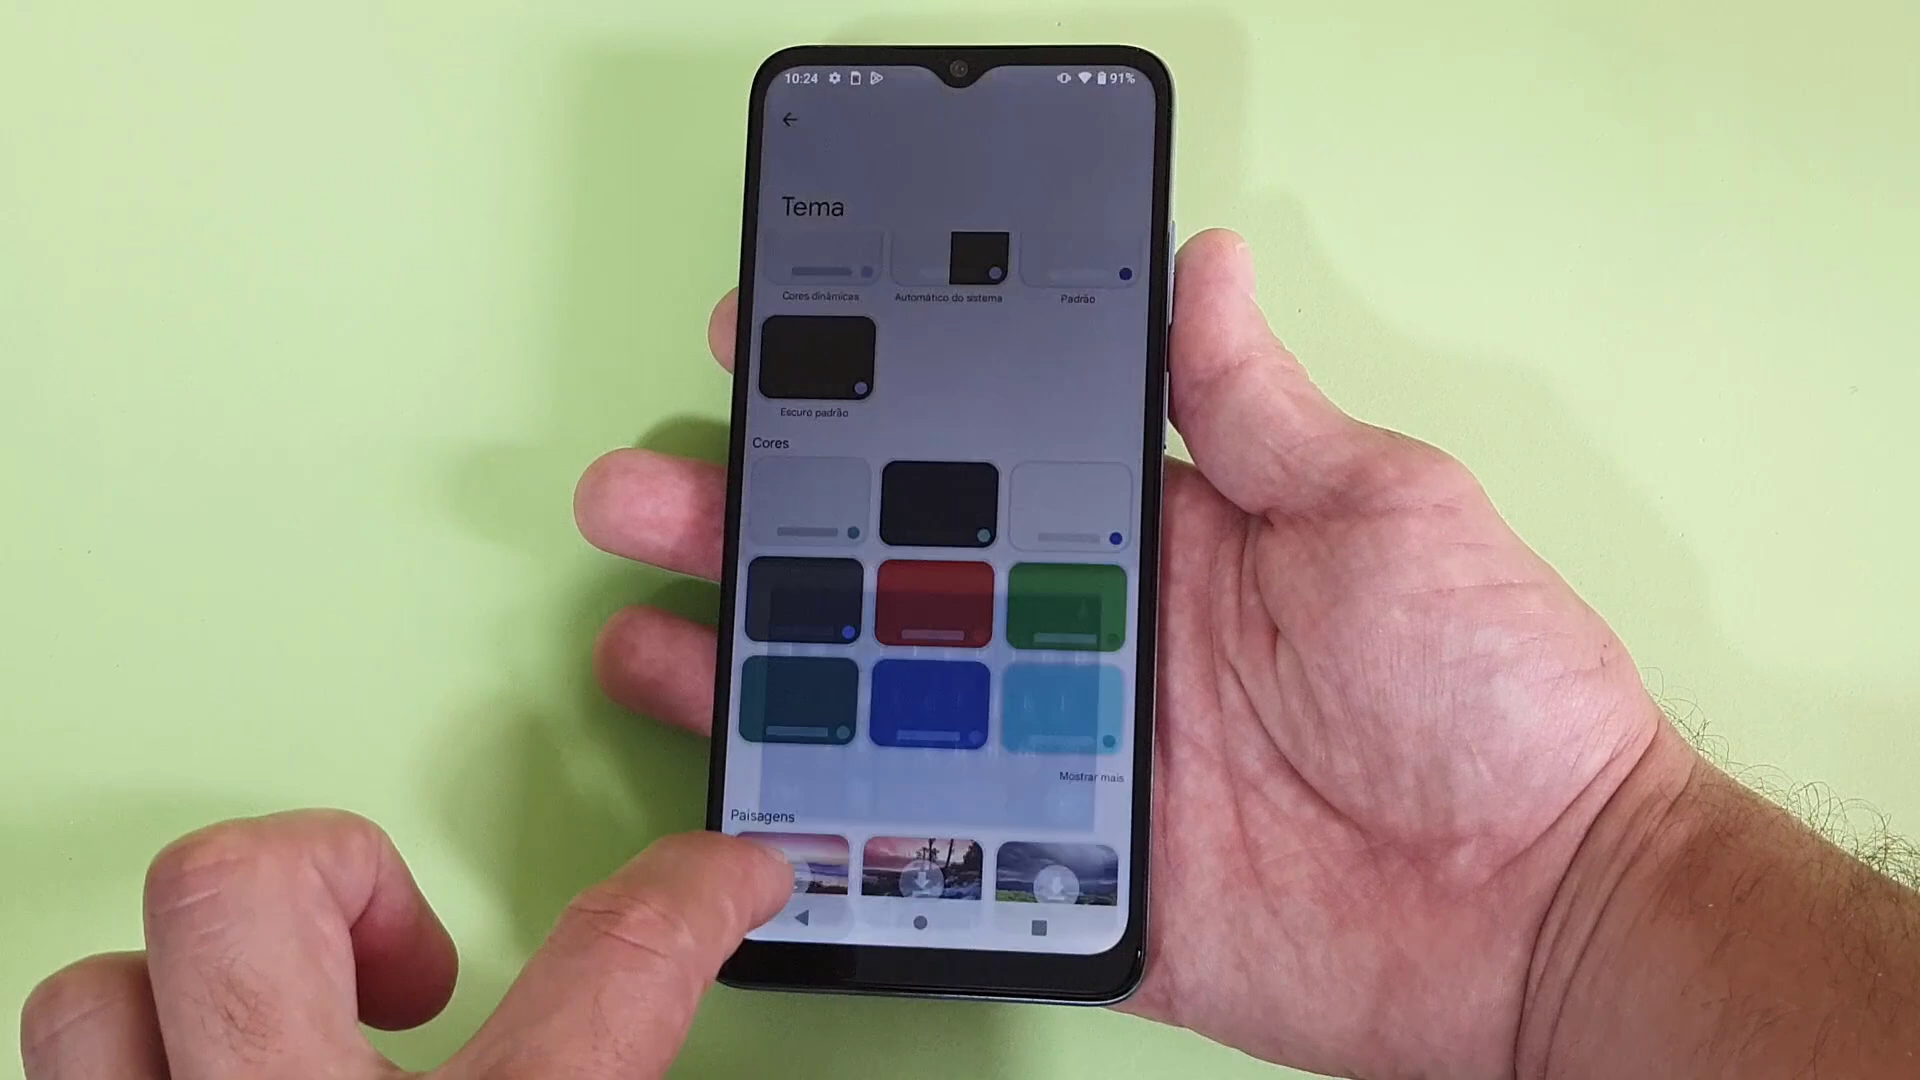 10:24
91%
Tema
Cores dinâmicas
Automático do sistema
Padrão
Escuro padrão
Cores
Mostrar mais
Paisagens